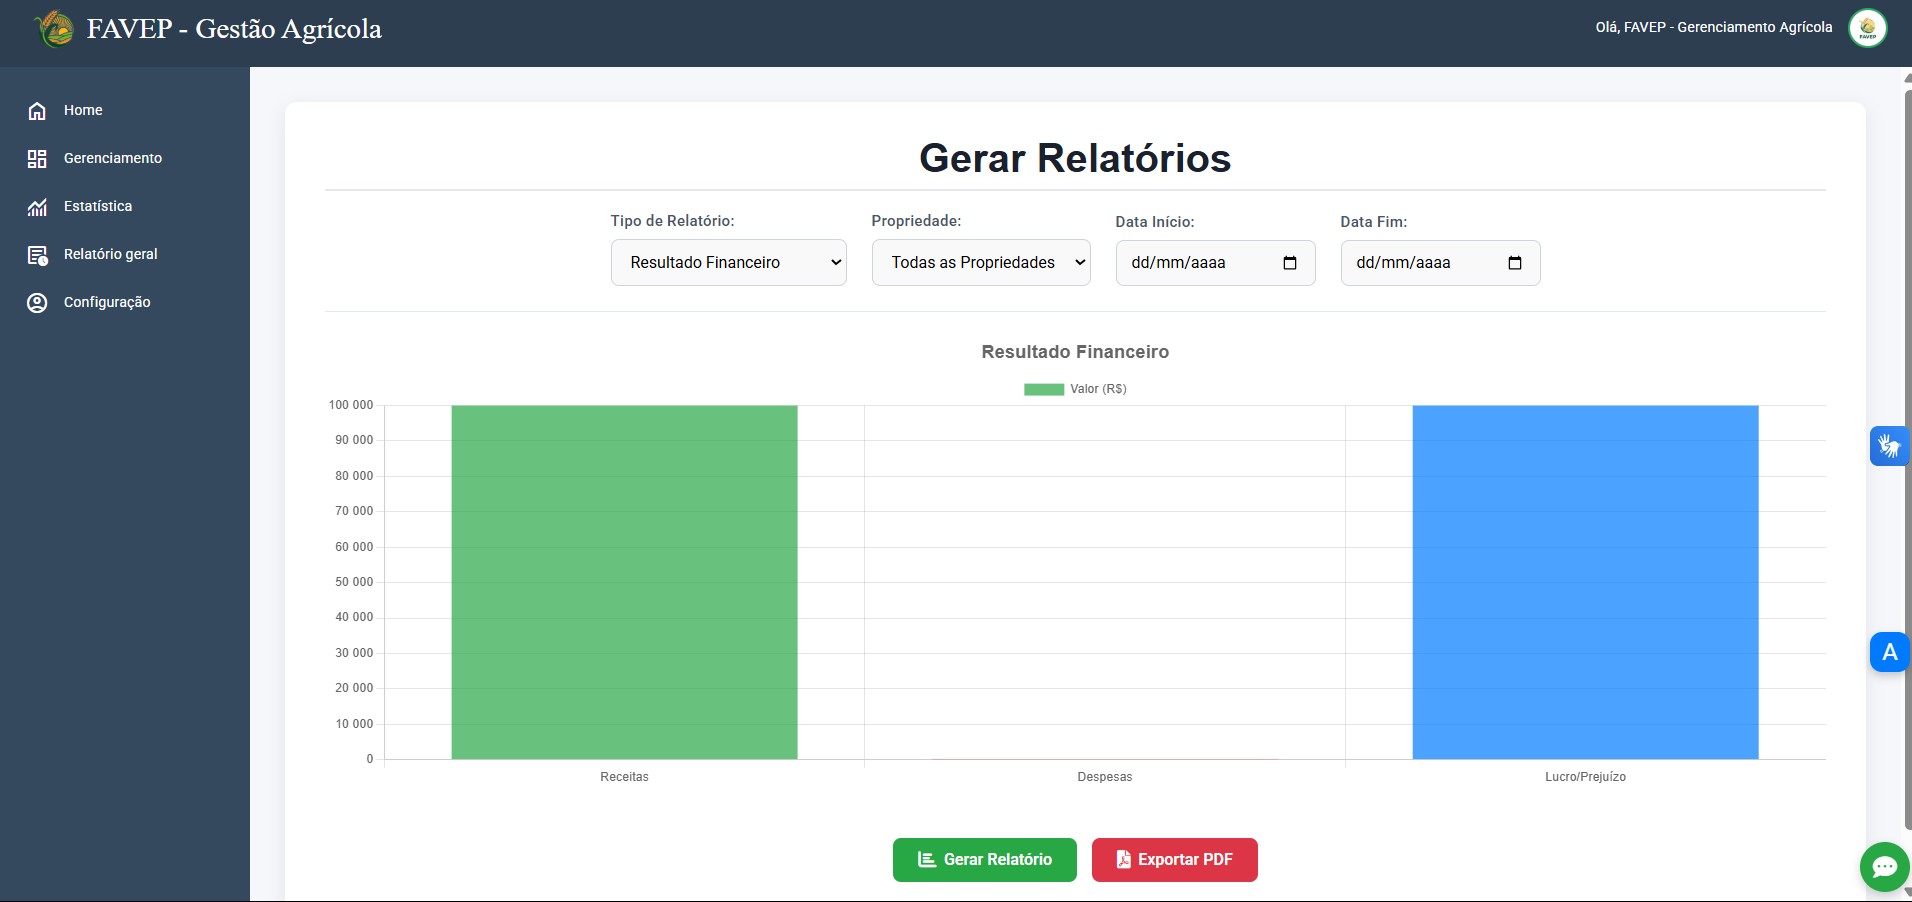 FAVEP - Gestão Agrícola
Olá, FAVEP - Gerenciamento Agrícola
FAVEP
Home
Gerenciamento
Estatística
Relatório geral
Configuração
Gerar Relatórios
Tipo de Relatório:
Propriedade:
Data Início:
Data Fim:
Resultado Financeiro
Todas as Propriedades
dd/mm/aaaa
dd/mm/aaaa
Resultado Financeiro
Valor (R$)
100 000
90 000
80 000
70 000
60 000
50 000
40 000
30 000
20 000
10 000
0
Receitas
Despesas
Lucro/Prejuízo
A
Gerar Relatório
Exportar PDF